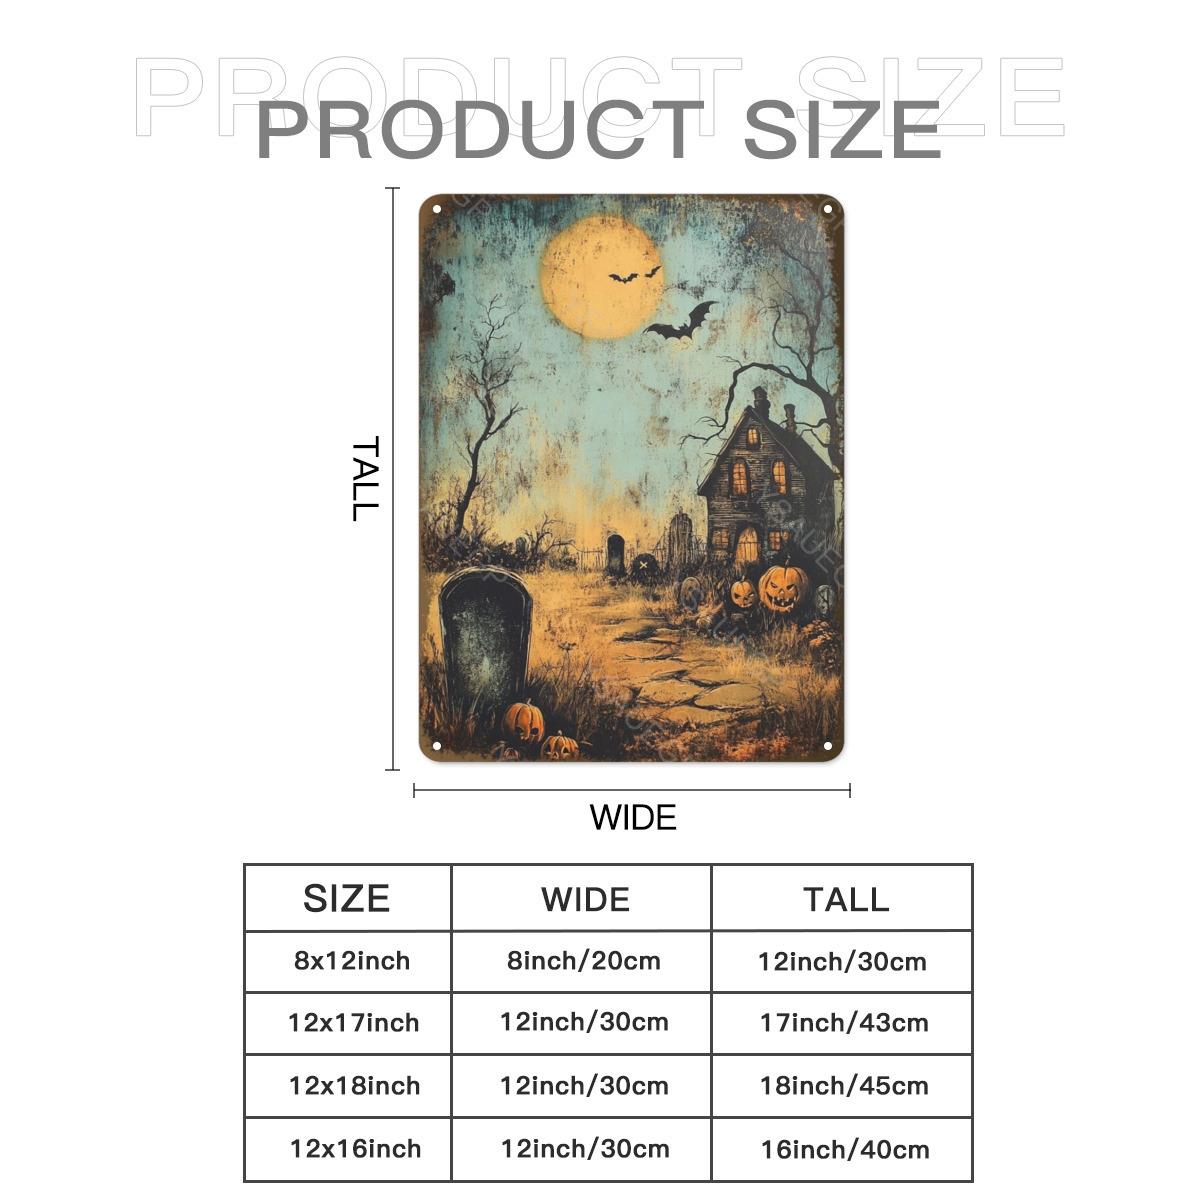 PRODUCT SIZE
PRODUCT SIZE
TALL
WIDE
SIZE WIDE TALL
8x12inch 8inch/20cm 12inch/30cm
12x17inch 12inch/30cm 17inch/43cm
12x18inch 12inch/30cm 18inch/45cm
12x16inch 12inch/30cm 16inch/40cm